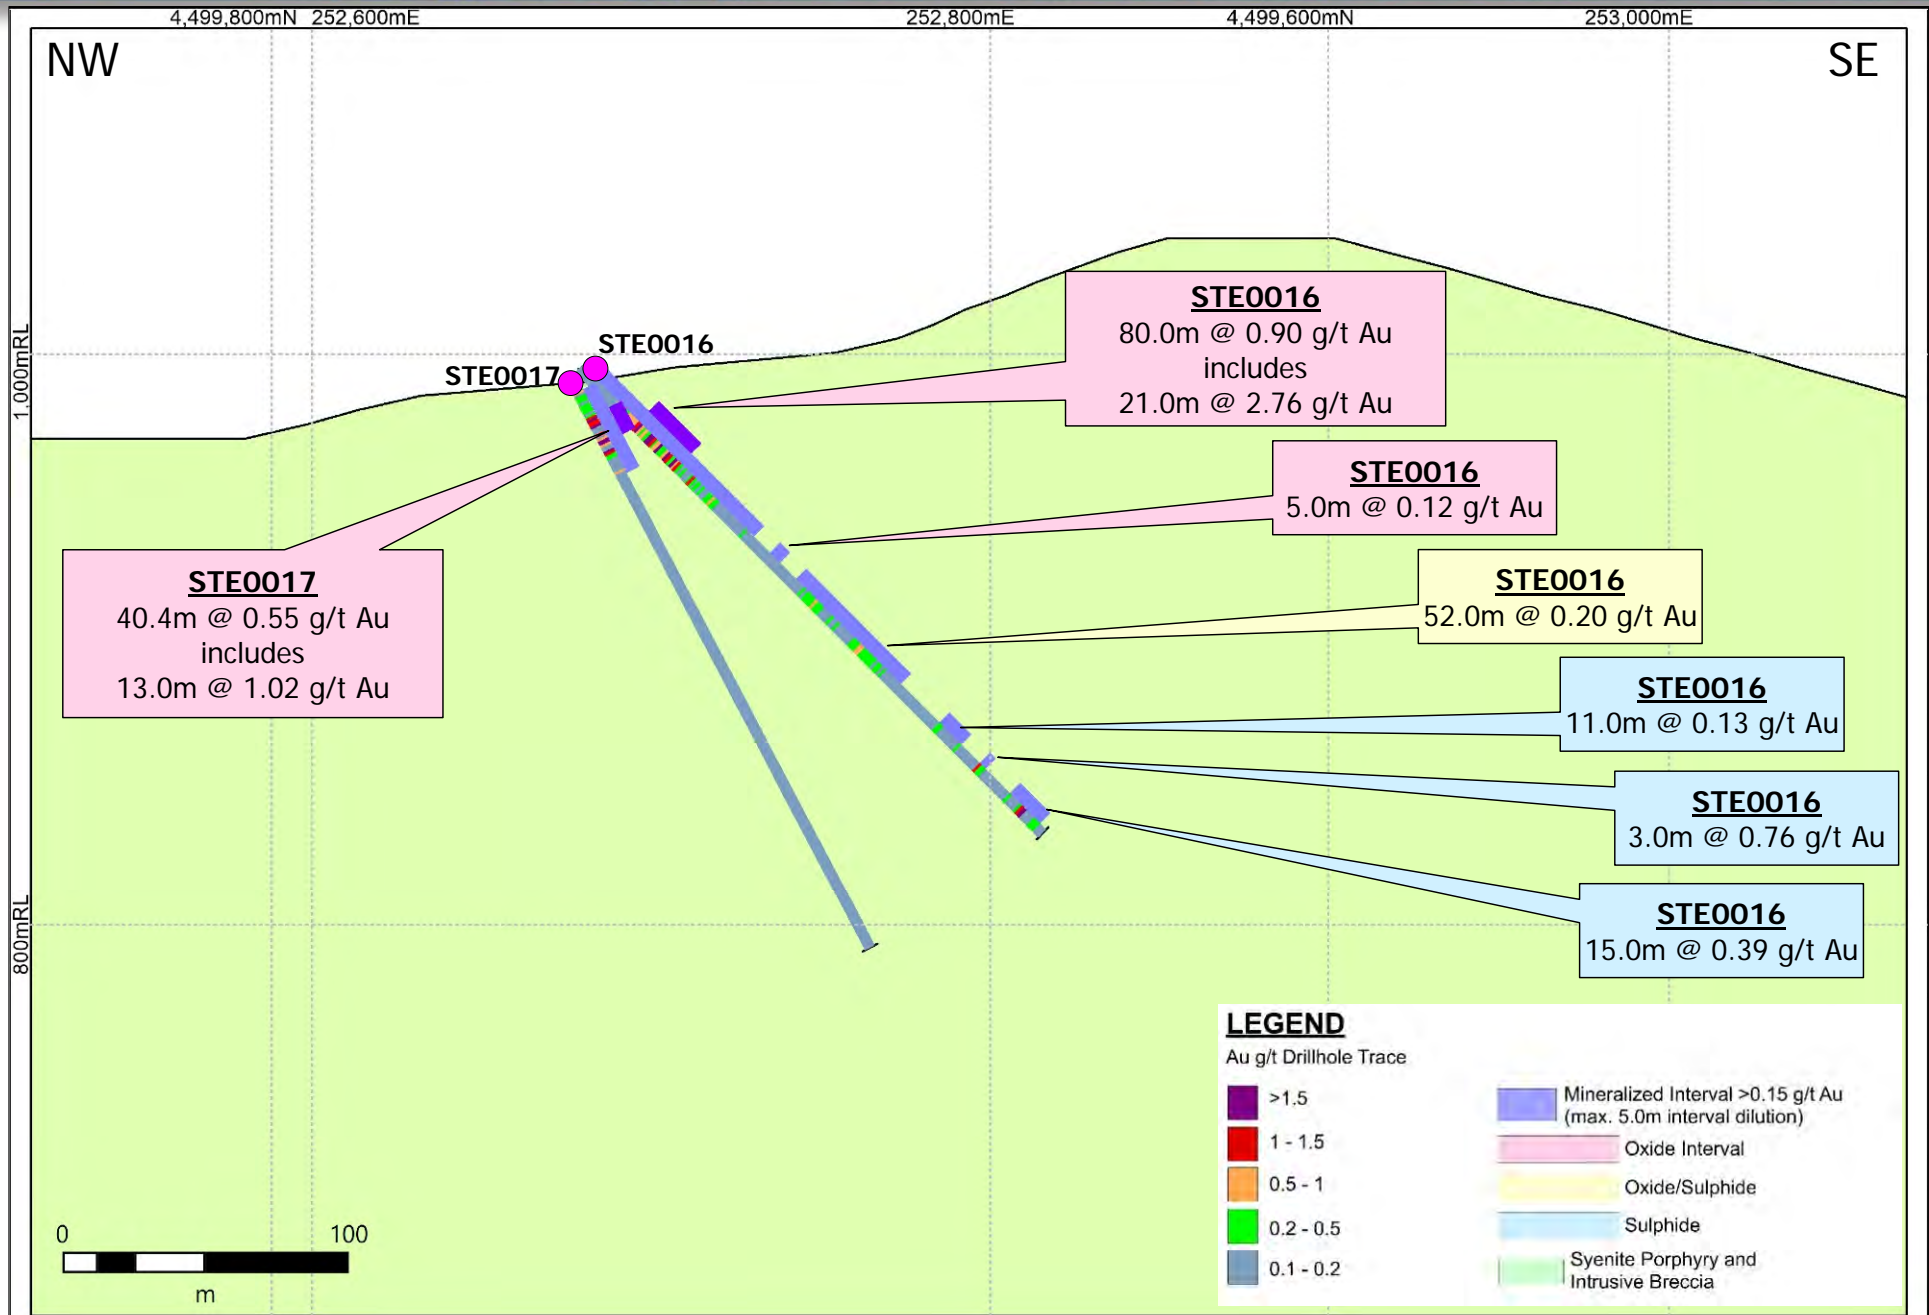 4,499,800mN 252,600mE 252,800mE 4,499,600mN 253,000mE
NW
SE
1,000mRL
800mRL
STE0016
STE0017
STE0016
80.0m @ 0.90 g/t Au
includes
21.0m @ 2.76 g/t Au
STE0016
5.0m @ 0.12 g/t Au
STE0017
40.4m @ 0.55 g/t Au
includes
13.0m @ 1.02 g/t Au
STE0016
52.0m @ 0.20 g/t Au
STE0016
11.0m @ 0.13 g/t Au
STE0016
3.0m @ 0.76 g/t Au
STE0016
15.0m @ 0.39 g/t Au
LEGEND
Au g/t Drillhole Trace
>1.5
1 - 1.5
0.5 - 1
0.2 - 0.5
0.1 - 0.2
Mineralized Interval >0.15 g/t Au
(max. 5.0m interval dilution)
Oxide Interval
Oxide/Sulphide
Sulphide
Syenite Porphyry and
Intrusive Breccia
0 100
m